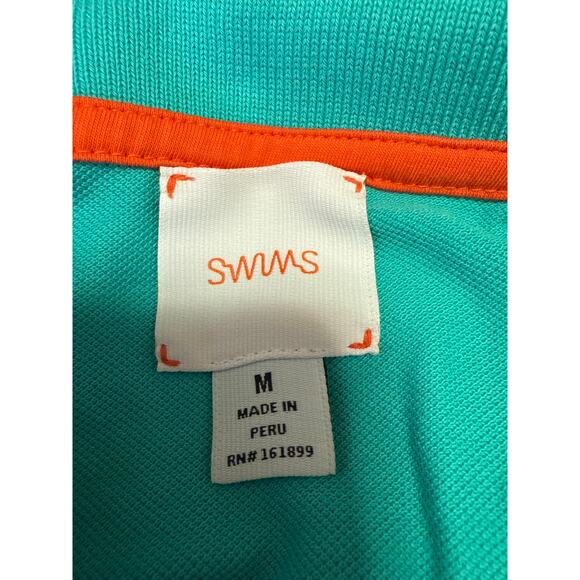 SWIMS
M
MADE IN
PERU
RN# 161899